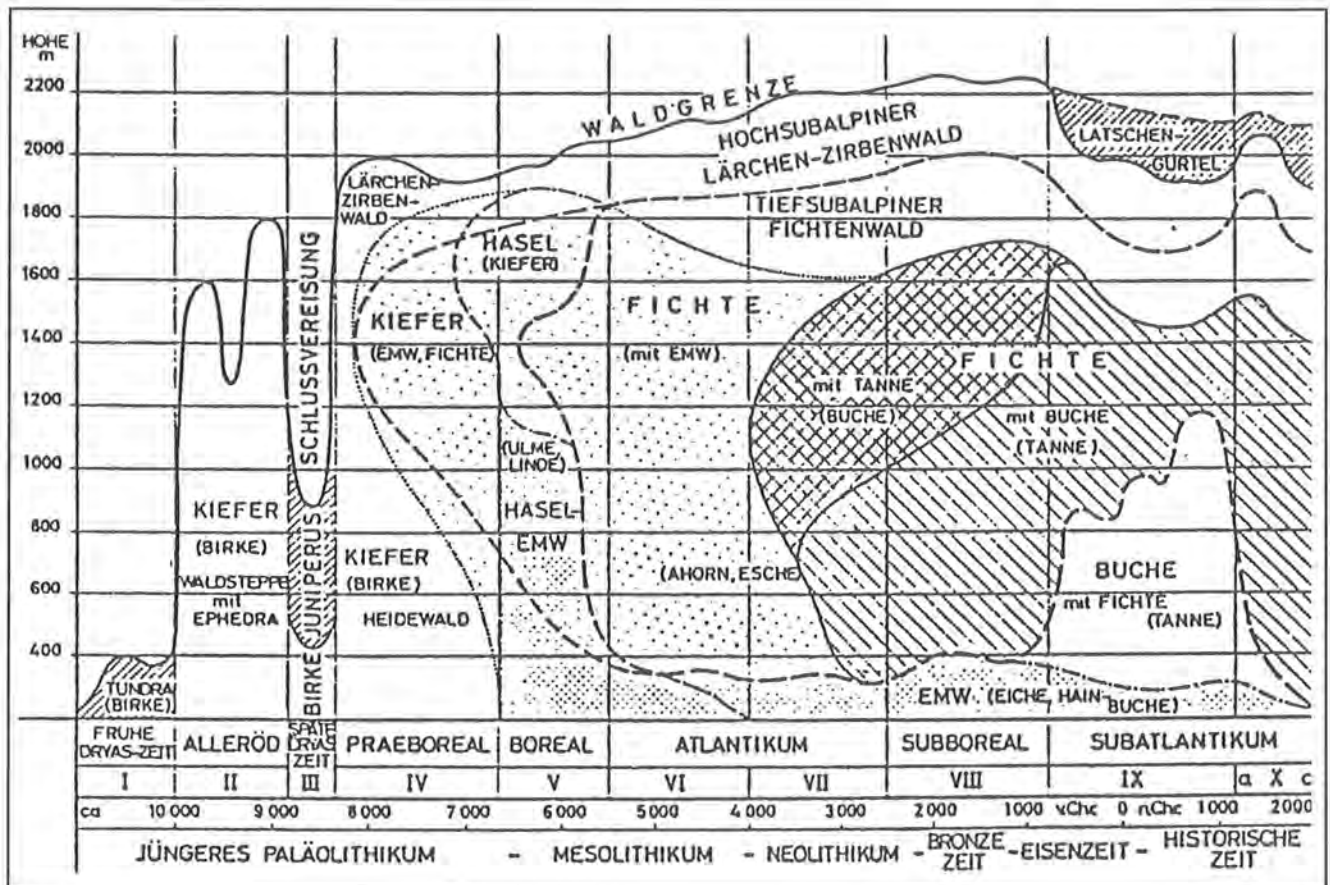 HÖHE
m
2200
2000
1800
1600
1400
1200
1000
800
600
400
WALDGRENZE
HOCHSUBALPINER
LÄRCHEN-ZIRBENWALD
LATSCHEN-
GÜRTEL
LÄRCHEN-
ZIRBEN-
WALD
TIEFSUBALPINER
FICHTENWALD
HASEL
(KIEFER)
KIEFER
(EMW, FICHTE)
FICHTE
(mit EMW)
mit TANNE
(BUCHE)
FICHTE
mit BUCHE
(TANNE)
(ULME,
LINDE)
HASEL-
EMW
KIEFER
(BIRKE)
WALDSTEPPE
mit
EPHEDRA
SCHLUSSVEREISUNG
BIRKE JUNIPERUS
KIEFER
(BIRKE)
HEIDEWALD
(AHORN, ESCHE)
BUCHE
mit FICHTE
(TANNE)
TUNDRA
(BIRKE)
EMW. (EICHE, HAIN-
BUCHE)
FRÜHE
DRYAS-ZEIT
ALLERÖD
SPÄTE
DRYAS
ZEIT
PRAEBOREAL
BOREAL
ATLANTIKUM
SUBBOREAL
SUBATLANTIKUM
I II III IV V VI VII VIII IX a X c
ca 10 000 9 000 8 000 7 000 6 000 5000 4 000 3 000 2000 1000 v.Chr. 0 n.Chr. 1000 2000
JÜNGERES PALÄOLITHIKUM - MESOLITHIKUM - NEOLITHIKUM - BRONZE
ZEIT - EISENZEIT - HISTORISCHE
ZEIT